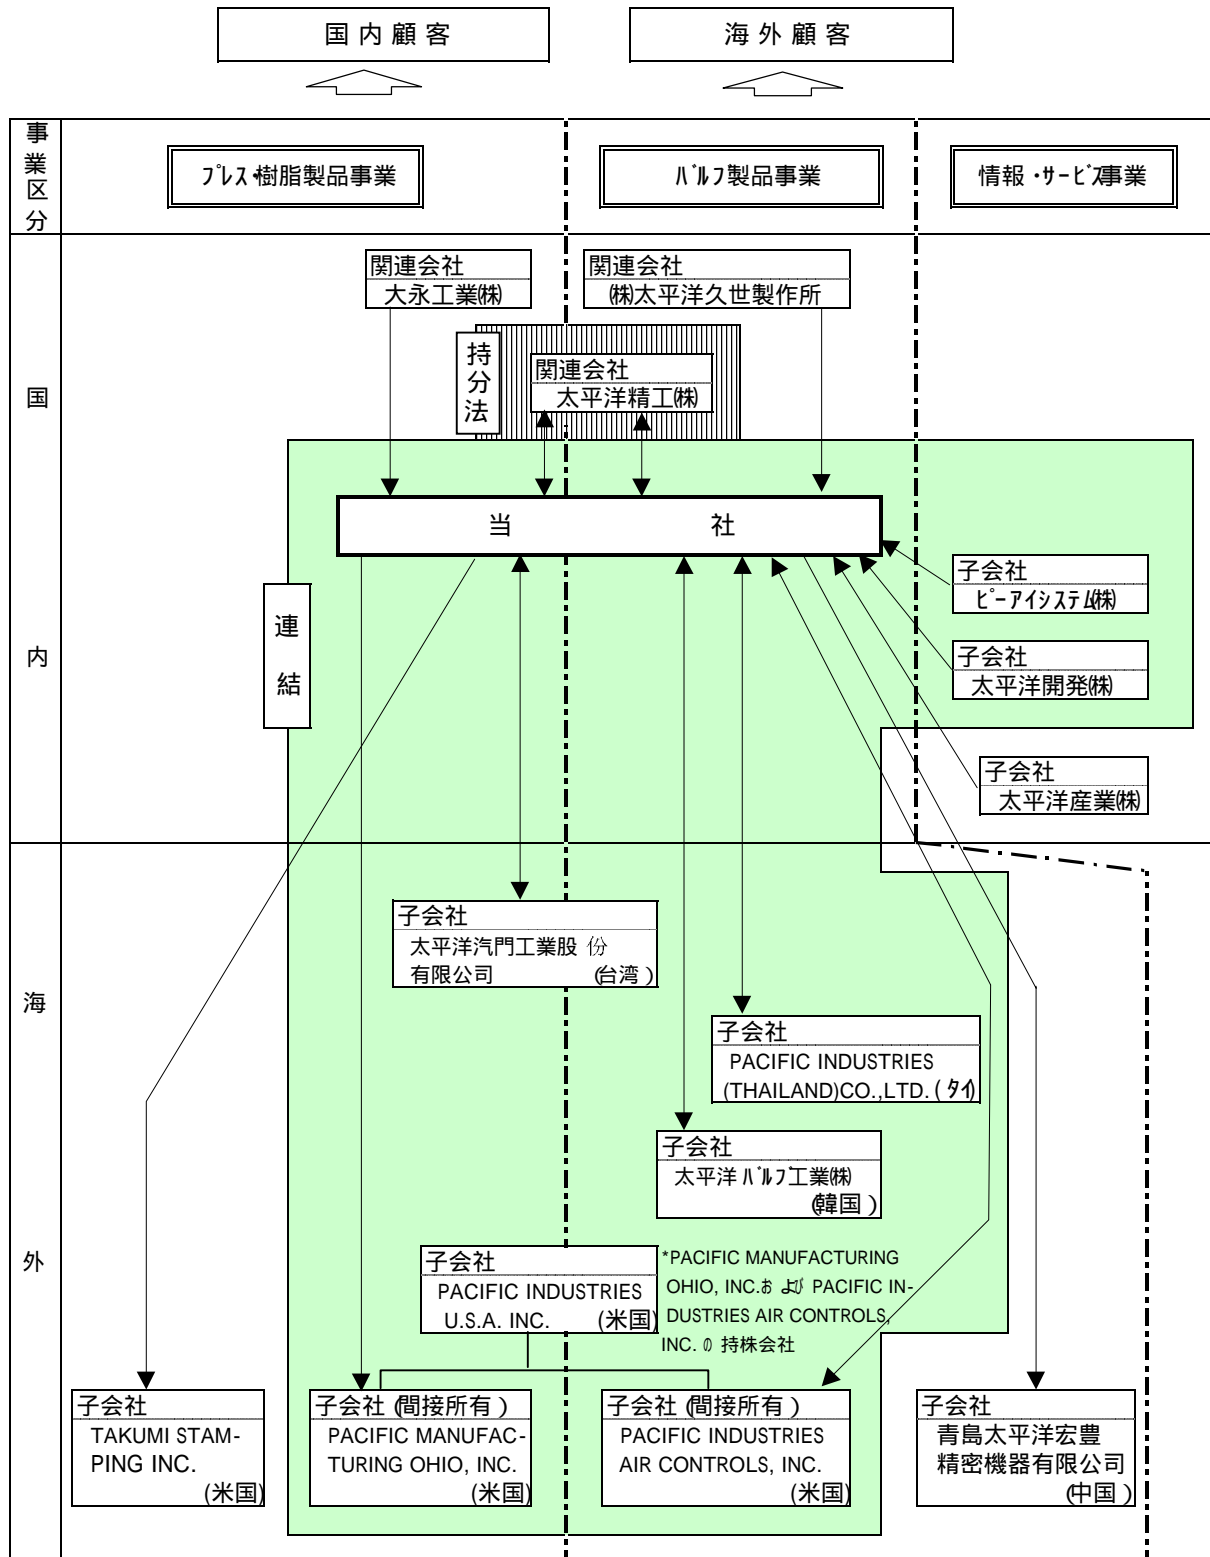 国内顧客
海外顧客
事業区分
プレス・樹脂製品事業
バルブ製品事業
情報・サービス事業
国内
関連会社
大永工業㈱
関連会社
㈱太平洋久世製作所
持分法
関連会社
太平洋精工㈱
当社
連結
子会社
ピーアイシステム㈱
子会社
太平洋開発㈱
子会社
太平洋産業㈱
海外
子会社
太平洋汽門工業股 份
有限公司 (台湾)
子会社
PACIFIC INDUSTRIES
(THAILAND)CO.,LTD. (タイ)
子会社
太平洋バルブ工業㈱
(韓国)
子会社
PACIFIC INDUSTRIES
U.S.A. INC. (米国)
*PACIFIC MANUFACTURING
OHIO, INC.および PACIFIC IN-
DUSTRIES AIR CONTROLS,
INC. の 持株会社
子会社
TAKUMI STAM-
PING INC.
(米国)
子会社 (間接所有)
PACIFIC MANUFAC-
TURING OHIO, INC.
(米国)
子会社 (間接所有)
PACIFIC INDUSTRIES
AIR CONTROLS, INC.
(米国)
子会社
青島太平洋宏豊
精密機器有限公司
(中国)